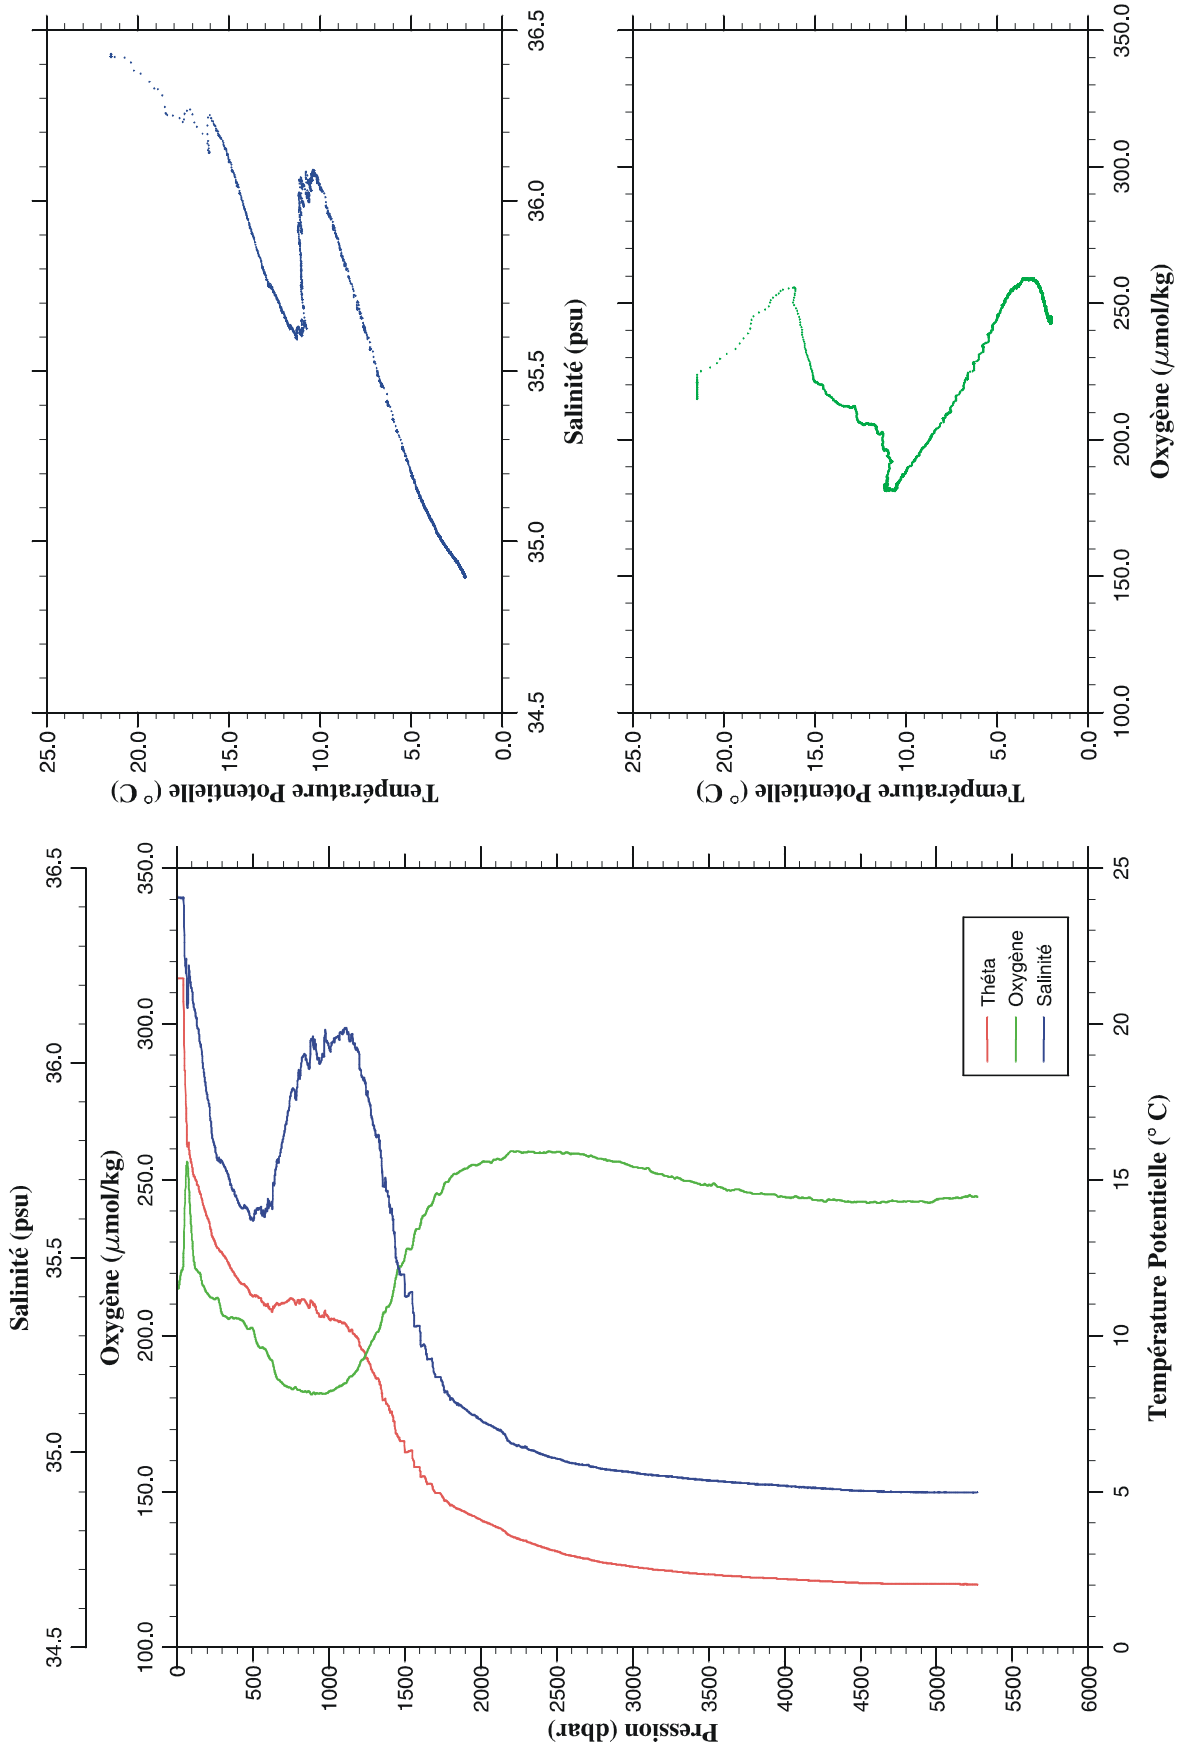 Salinité (psu)
34.5 35.0 35.5 36.0 36.5
Oxygène (μmol/kg)
100.0 150.0 200.0 250.0 300.0 350.0
Pression (dbar)
0
500
1000
1500
2000
2500
3000
3500
4000
4500
5000
5500
6000
Théta
Oxygène
Salinité
0 5 10 15 20 25
Température Potentielle (° C)
Température Potentielle (° C)
25.0
20.0
15.0
10.0
5.0
0.0
34.5 35.0 35.5 36.0 36.5
Salinité (psu)
Température Potentielle (° C)
25.0
20.0
15.0
10.0
5.0
0.0
100.0 150.0 200.0 250.0 300.0 350.0
Oxygène (μmol/kg)